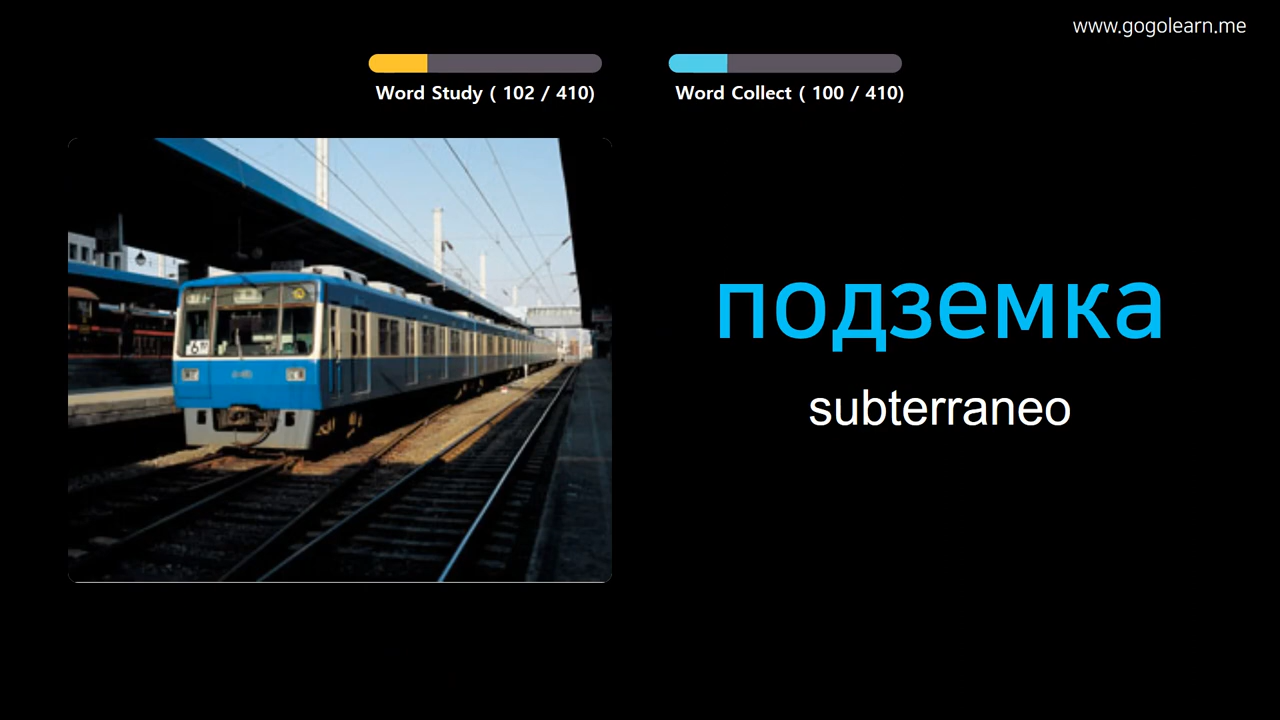 www.gogolearn.me
Word Study ( 102 / 410)
Word Collect ( 100 / 410)
подземка
subterraneo